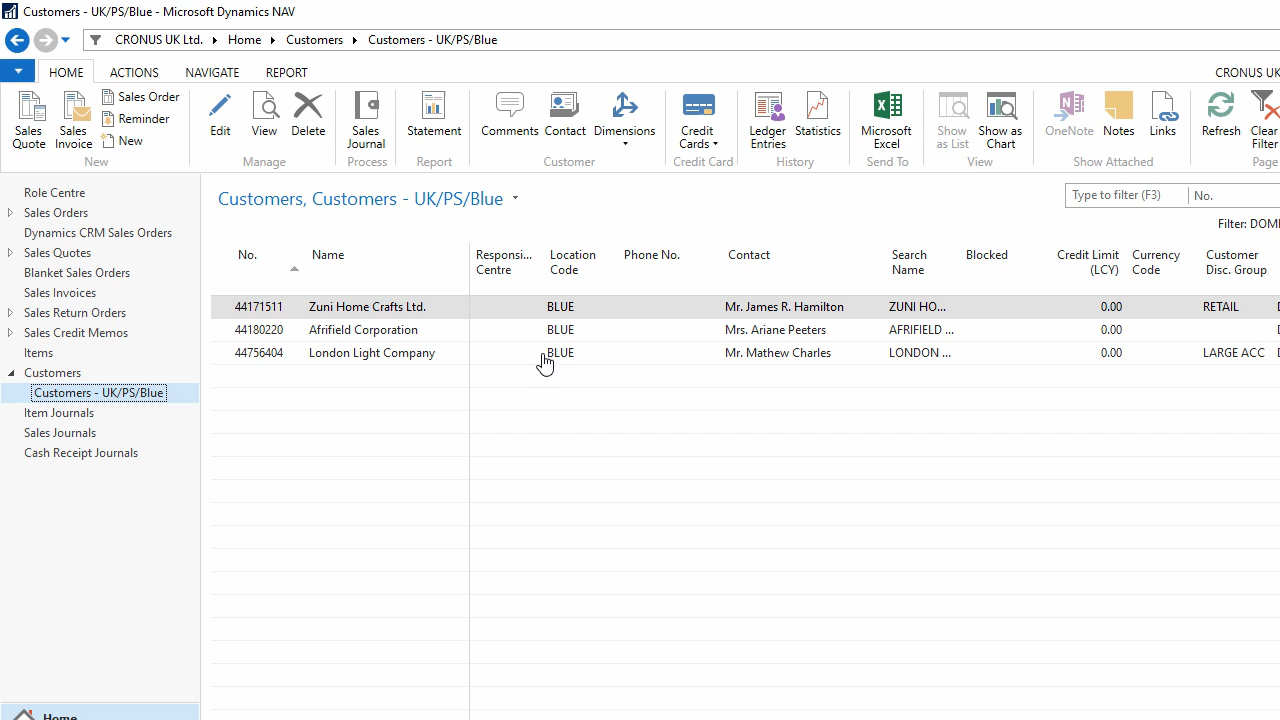 Customers - UK/PS/Blue - Microsoft Dynamics NAV
CRONUS UK Ltd. Home Customers Customers - UK/PS/Blue
HOME ACTIONS NAVIGATE REPORT CRONUS UK
Sales Quote
Sales Invoice
Sales Order
Reminder
New
Edit
View
Delete
Sales Journal
Statement
Comments
Contact
Dimensions
Credit Cards
Ledger Entries
Statistics
Microsoft Excel
Show as List
Show as Chart
OneNote
Notes
Links
Refresh
Clear Filter
New Manage Process Report Customer Credit Card History Send To View Show Attached Page
Role Centre
Sales Orders
Dynamics CRM Sales Orders
Sales Quotes
Blanket Sales Orders
Sales Invoices
Sales Return Orders
Sales Credit Memos
Items
Customers
Customers - UK/PS/Blue
Item Journals
Sales Journals
Cash Receipt Journals
Home
Customers, Customers - UK/PS/Blue
Type to filter (F3) No.
Filter: DOM
No. Name Responsi... Centre Location Code Phone No. Contact Search Name Blocked Credit Limit (LCY) Currency Code Customer Disc. Group
44171511 Zuni Home Crafts Ltd. BLUE Mr. James R. Hamilton ZUNI HO... 0.00 RETAIL D
44180220 Afrifield Corporation BLUE Mrs. Ariane Peeters AFRIFIELD ... 0.00 D
44756404 London Light Company BLUE Mr. Mathew Charles LONDON ... 0.00 LARGE ACC D